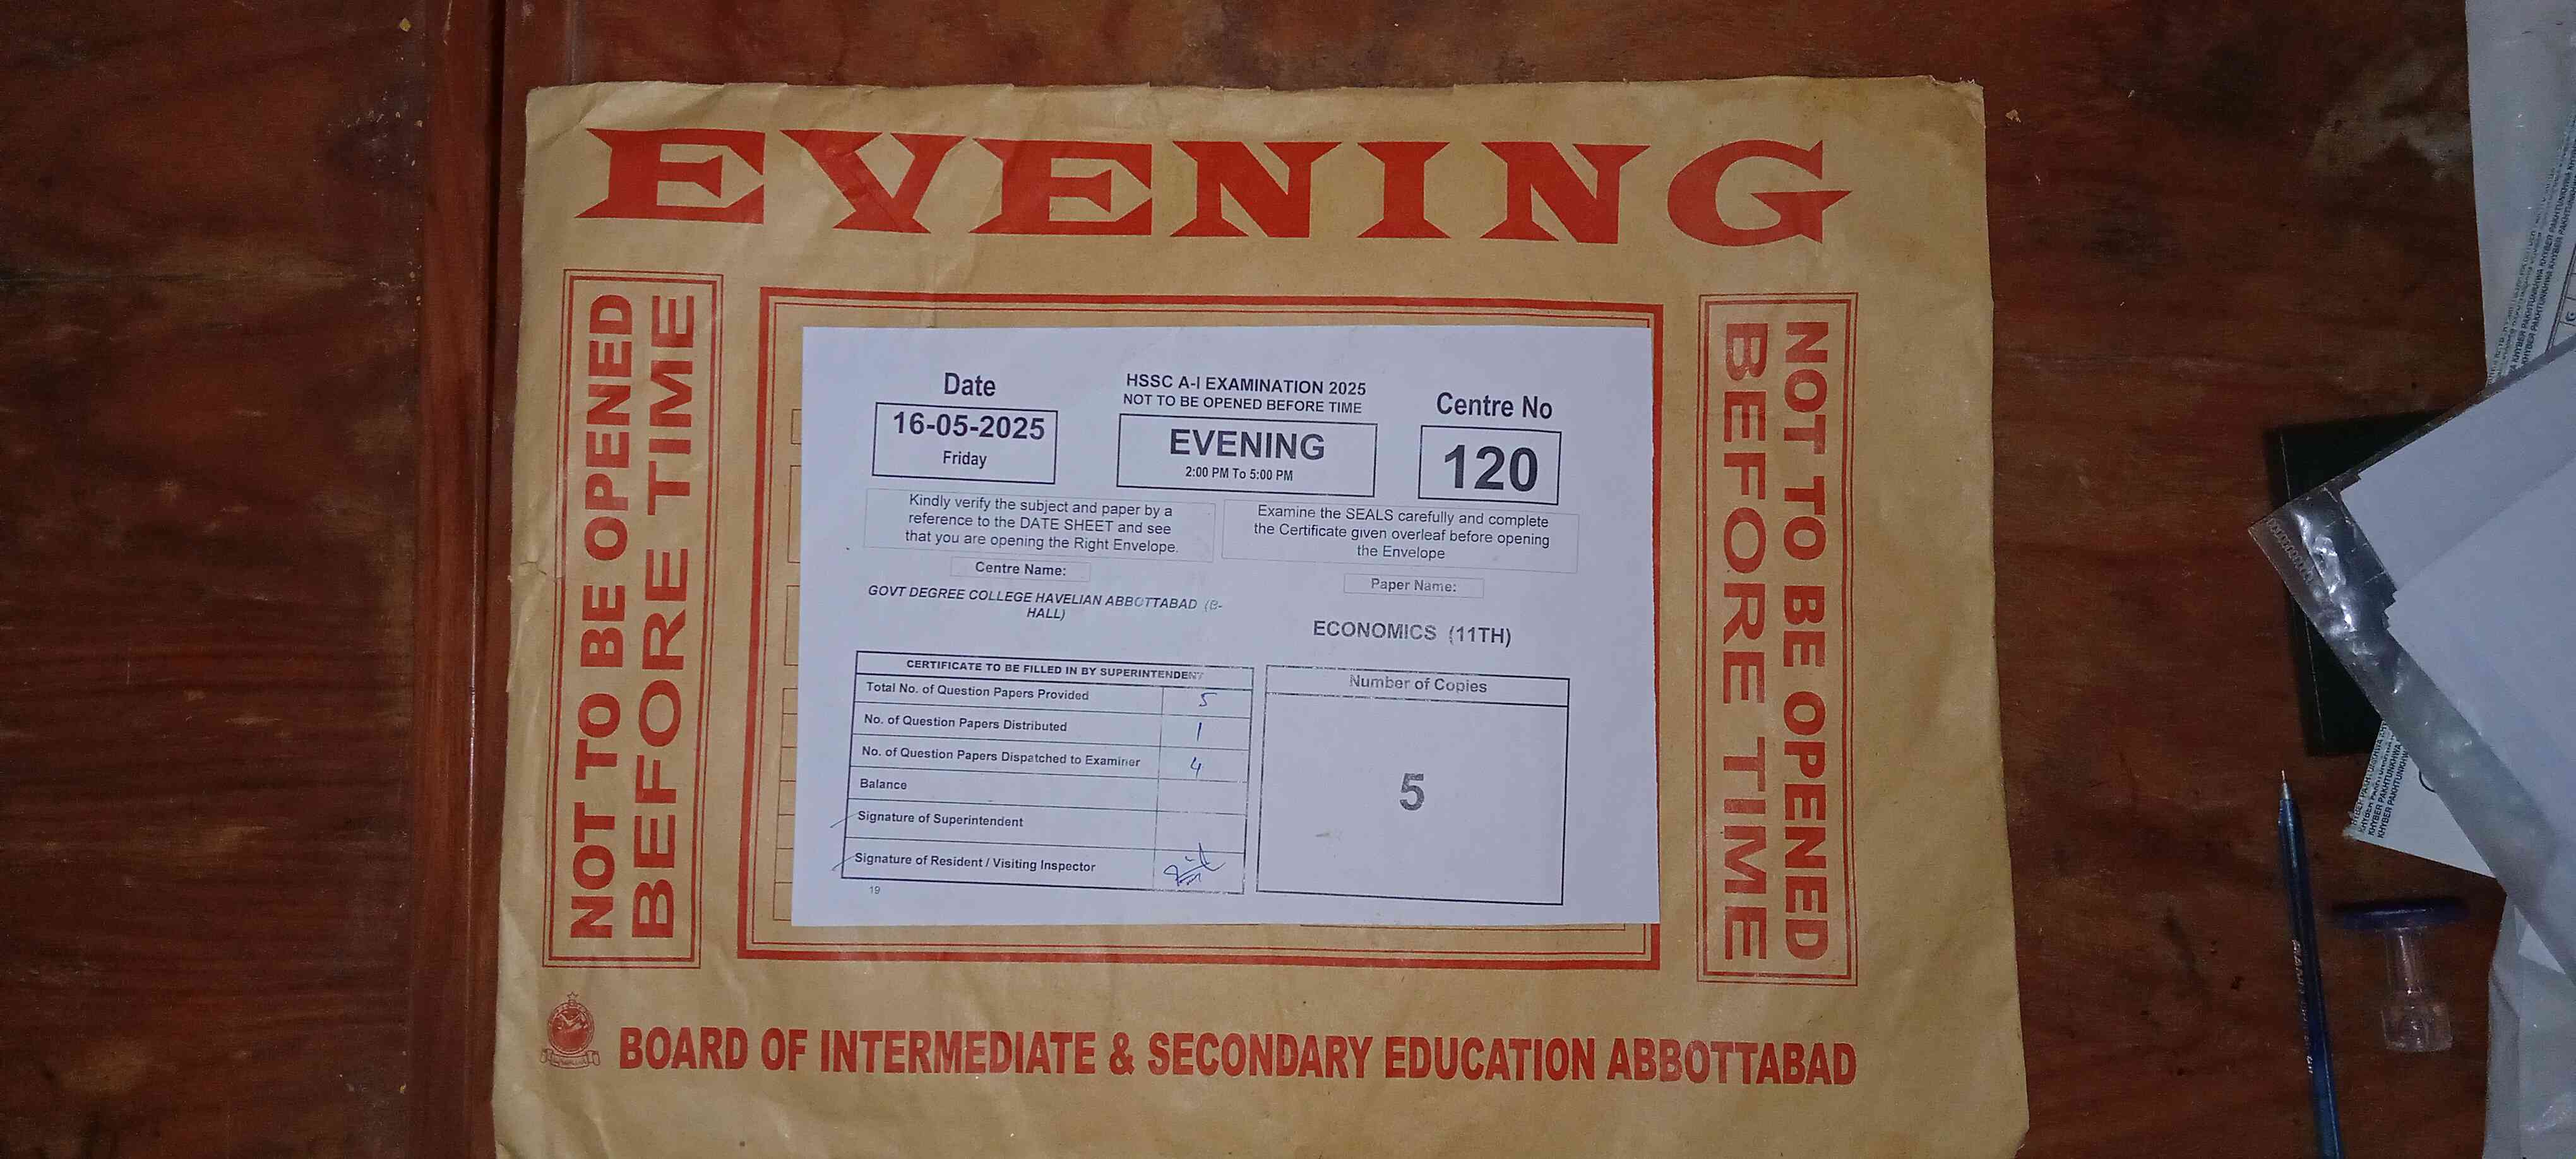 EVENING
NOT TO BE OPENED
BEFORE TIME
Date
16-05-2025
Friday
HSSC A-I EXAMINATION 2025
NOT TO BE OPENED BEFORE TIME
EVENING
2:00 PM To 5:00 PM
Centre No
120
Kindly verify the subject and paper by a
reference to the DATE SHEET and see
that you are opening the Right Envelope.
Examine the SEALS carefully and complete
the Certificate given overleaf before opening
the Envelope
Centre Name:
GOVT DEGREE COLLEGE HAVELIAN ABBOTTABAD (B-
HALL)
Paper Name:
ECONOMICS (11TH)
CERTIFICATE TO BE FILLED IN BY SUPERINTENDENT
Total No. of Question Papers Provided 5
No. of Question Papers Distributed 1
No. of Question Papers Dispatched to Examiner 4
Balance
Signature of Superintendent
Signature of Resident / Visiting Inspector
19
Number of Copies
5
NOT TO BE OPENED
BEFORE TIME
BOARD OF INTERMEDIATE & SECONDARY EDUCATION ABBOTTABAD
KHYBER PAKHTUNKHWA